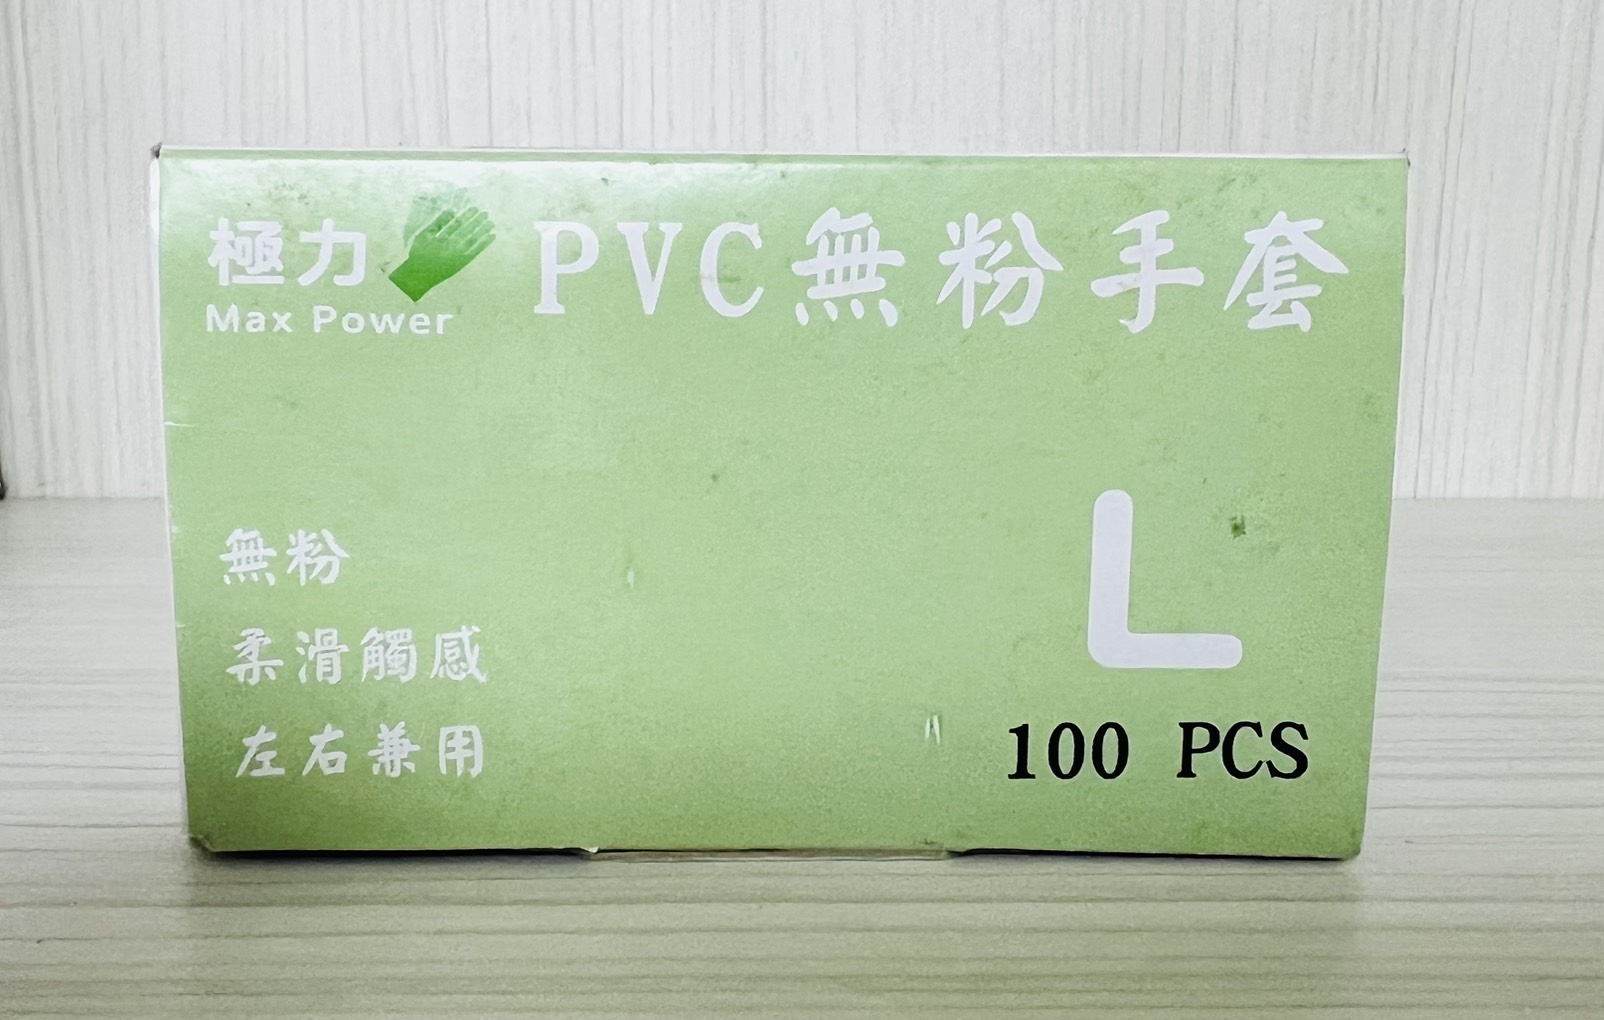 極力
Max Power
PVC無粉手套
無粉
柔滑觸感
左右兼用
L
100 PCS